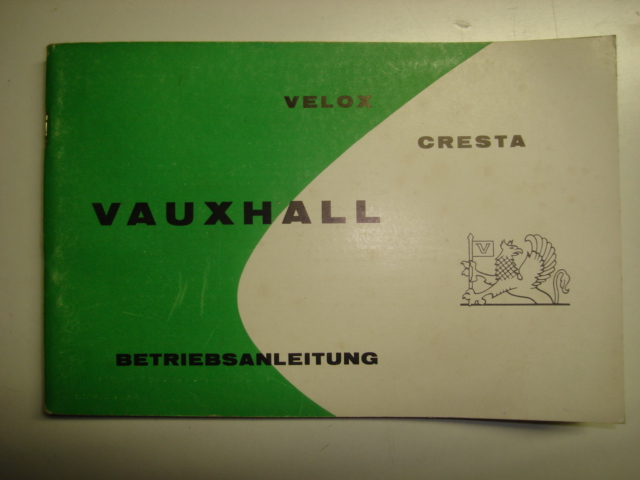 VELOX
CRESTA
VAUXHALL
V
BETRIEBSANLEITUNG